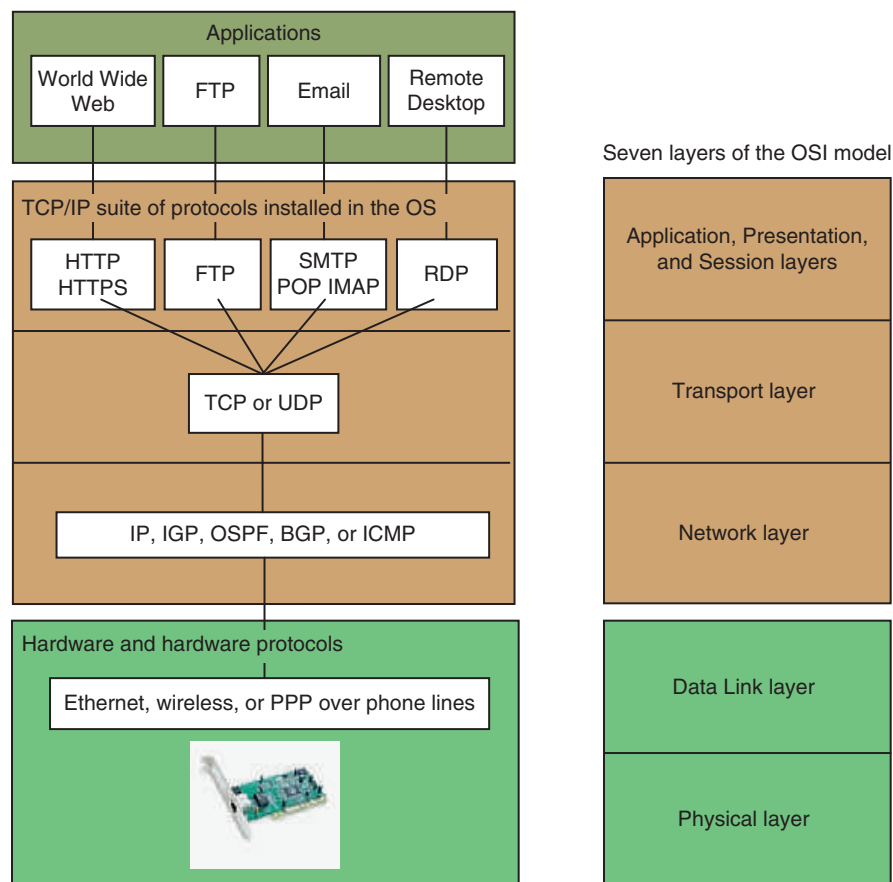 Applications
World Wide
Web
FTP
Email
Remote
Desktop
TCP/IP suite of protocols installed in the OS
HTTP
HTTPS
FTP
SMTP
POP IMAP
RDP
TCP or UDP
IP, IGP, OSPF, BGP, or ICMP
Hardware and hardware protocols
Ethernet, wireless, or PPP over phone lines
Seven layers of the OSI model
Application, Presentation,
and Session layers
Transport layer
Network layer
Data Link layer
Physical layer